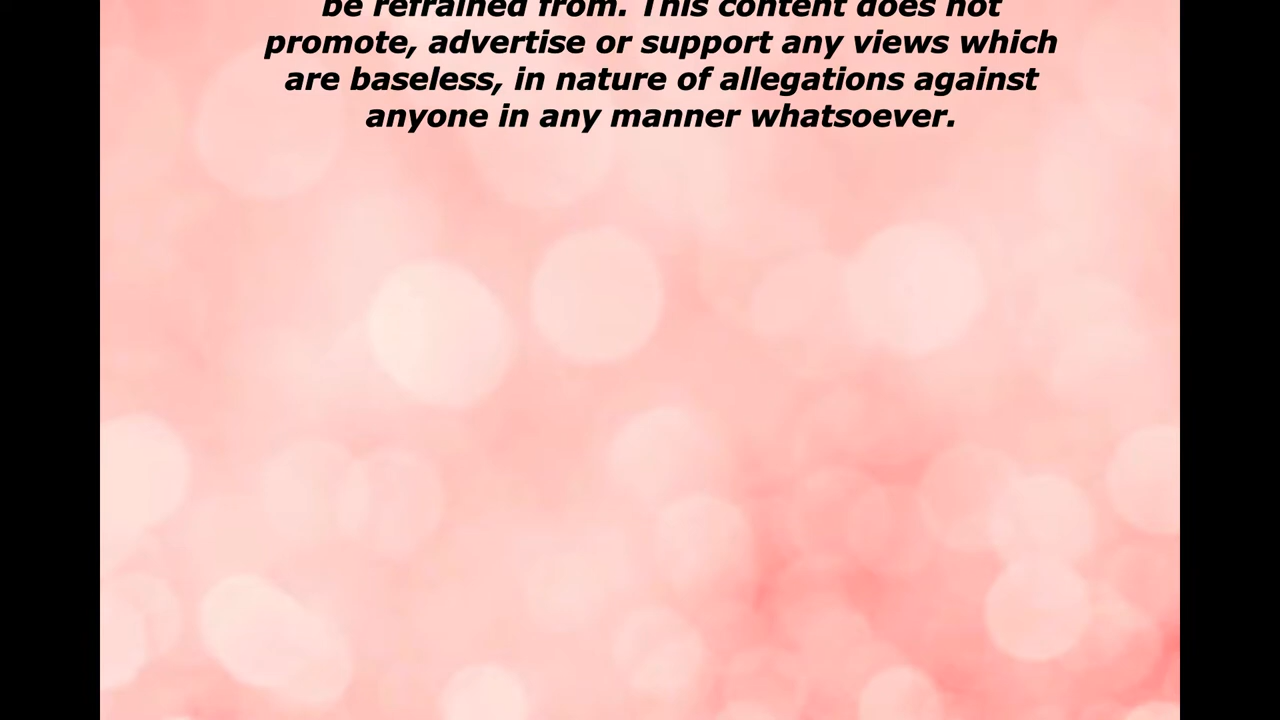 be refrained from. This content does not
promote, advertise or support any views which
are baseless, in nature of allegations against
anyone in any manner whatsoever.